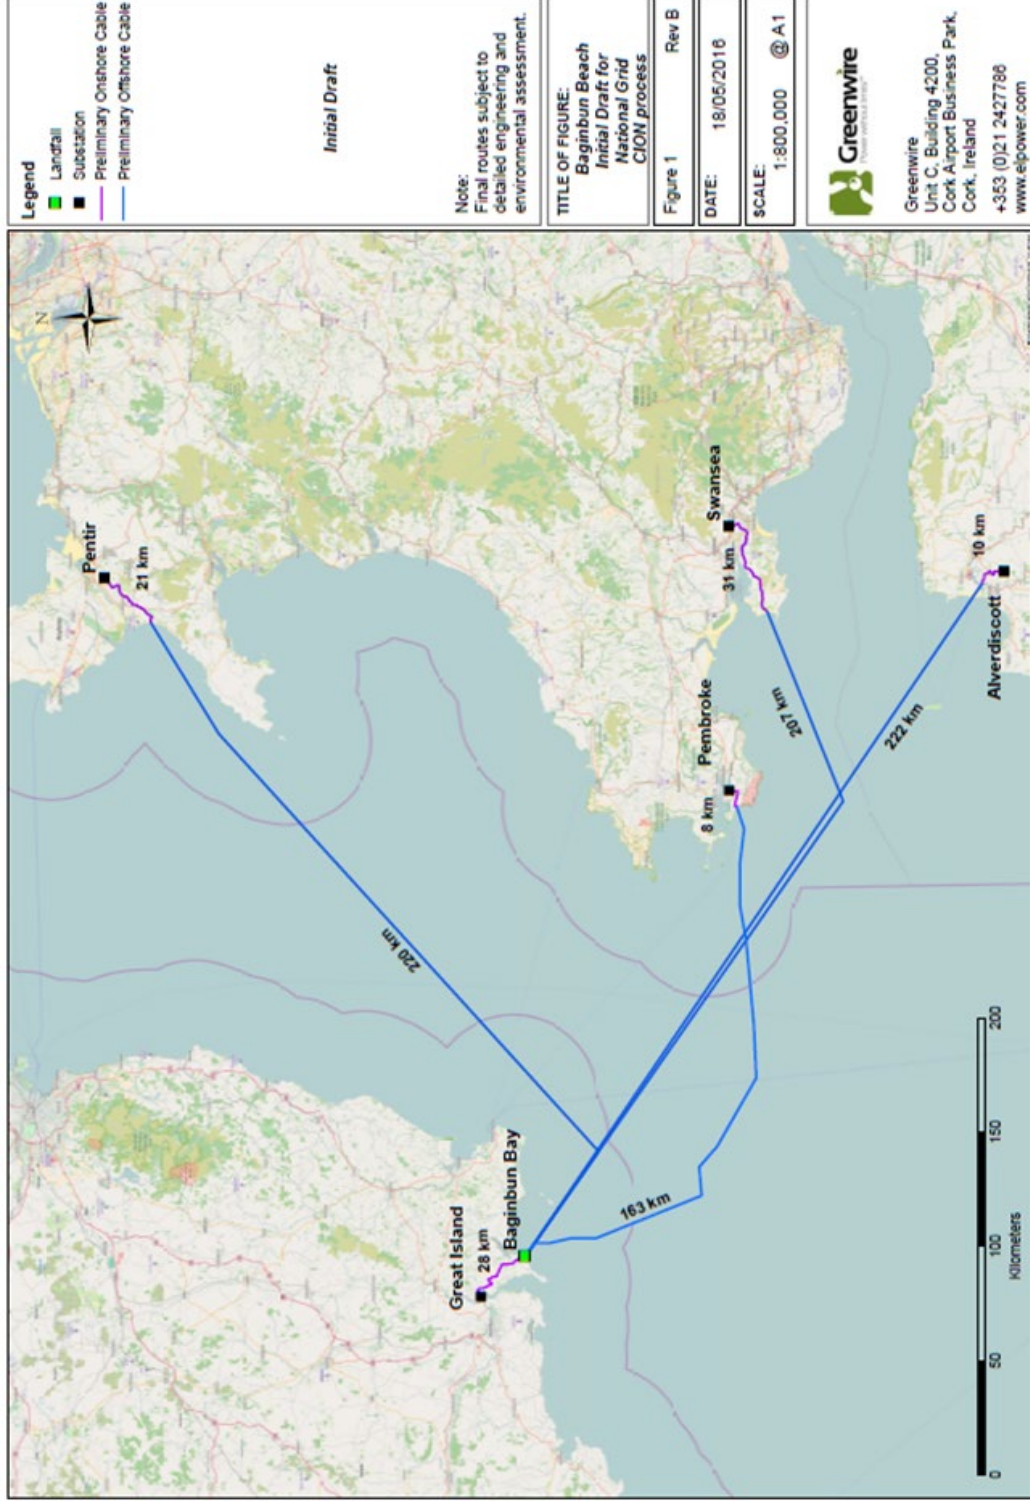 Legend
Landfall
Substation
Preliminary Onshore Cable
Preliminary Offshore Cable
Initial Draft
Note:
Final routes subject to
detailed engineering and
environmental assessment.
TITLE OF FIGURE:
Baginbun Beach
Initial Draft for
National Grid
CION process
Figure 1 Rev B
DATE: 18/05/2016
SCALE:
1:800,000 @ A1
Greenwire
Power without limits
Greenwire
Unit C, Building 4200,
Cork Airport Business Park,
Cork, Ireland
+353 (0)21 2427786
www.elpower.com
N
Pentir
21 km
220 km
Great Island
28 km
Baginbun Bay
163 km
Pembroke
8 km
Swansea
31 km
207 km
222 km
Alverdiscott
10 km
0 50 100 150 200
Kilometers